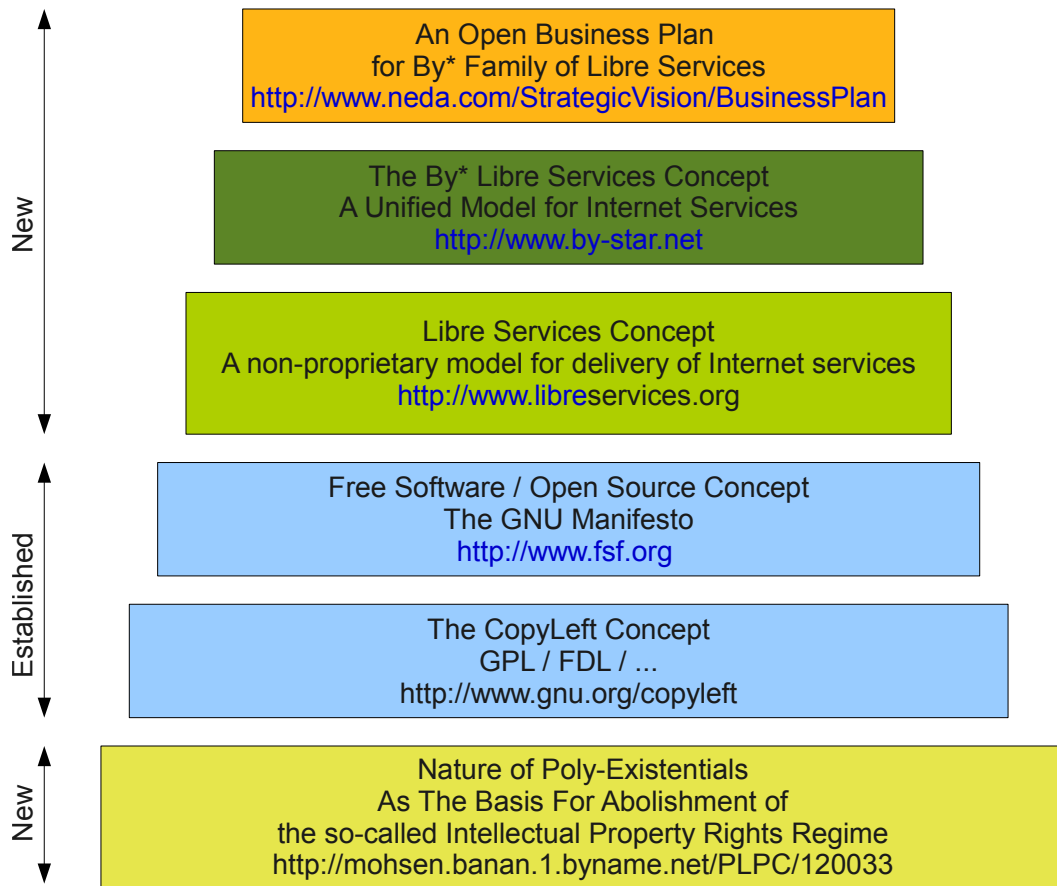 An Open Business Plan
for By* Family of Libre Services
http://www.neda.com/StrategicVision/BusinessPlan
New
The By* Libre Services Concept
A Unified Model for Internet Services
http://www.by-star.net
Libre Services Concept
A non-proprietary model for delivery of Internet services
http://www.libreservices.org
Established
Free Software / Open Source Concept
The GNU Manifesto
http://www.fsf.org
The CopyLeft Concept
GPL / FDL / ...
http://www.gnu.org/copyleft
New
Nature of Poly-Existentials
As The Basis For Abolishment of
the so-called Intellectual Property Rights Regime
http://mohsen.banan.1.byname.net/PLPC/120033